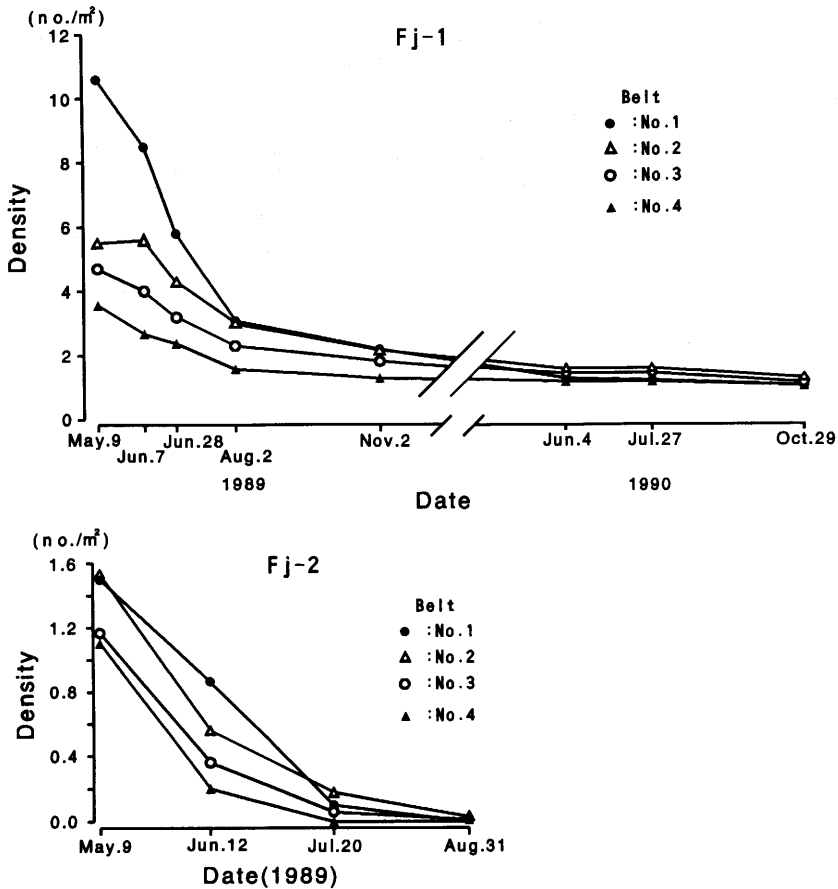 (no./m²)
Fj-1
12
10
8
6
4
2
0
Density
Belt
● :No.1
△ :No.2
○ :No.3
▲ :No.4
May.9 Jun.28 Nov.2 Jun.4 Jul.27 Oct.29
Jun.7 Aug.2
1989 1990
Date
(no./m²)
Fj-2
1.6
1.2
0.8
0.4
0.0
Density
Belt
● :No.1
△ :No.2
○ :No.3
▲ :No.4
May.9 Jun.12 Jul.20 Aug.31
Date(1989)